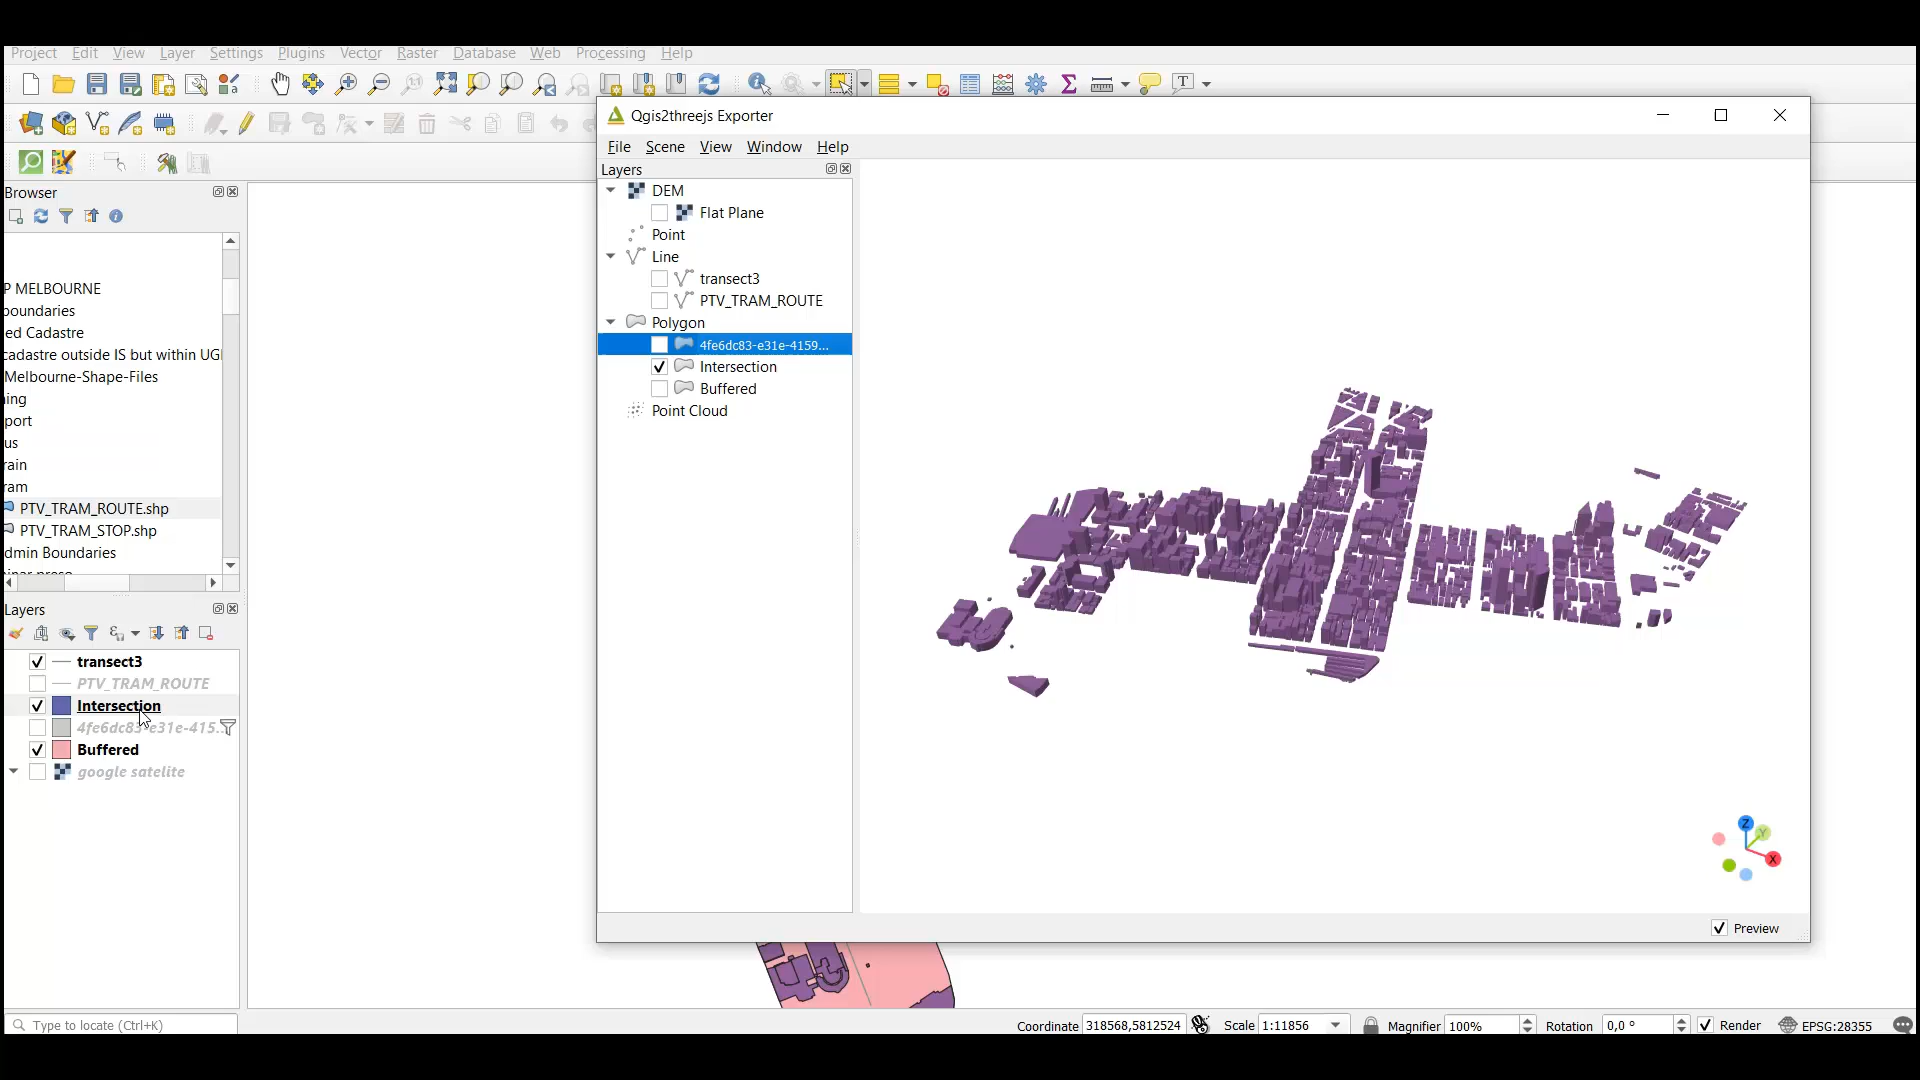 Project Edit View Layer Settings Plugins Vector Raster Database Web Processing Help
Qgis2threejs Exporter
File Scene View Window Help
Layers
DEM
Flat Plane
Point
Line
transect3
PTV_TRAM_ROUTE
Polygon
4fe6dc83-e31e-4159...
Intersection
Buffered
Point Cloud
Z
Y
X
Preview
Browser
P MELBOURNE
boundaries
ed Cadastre
cadastre outside IS but within UG
Melbourne-Shape-Files
ing
port
us
rain
ram
PTV_TRAM_ROUTE.shp
PTV_TRAM_STOP.shp
dmin Boundaries
Layers
transect3
PTV_TRAM_ROUTE
Intersection
4fe6dc83-e31e-415...
Buffered
google satelite
Type to locate (Ctrl+K)
Coordinate 318568,5812524 Scale 1:11856 Magnifier 100% Rotation 0,0 ° Render EPSG:28355